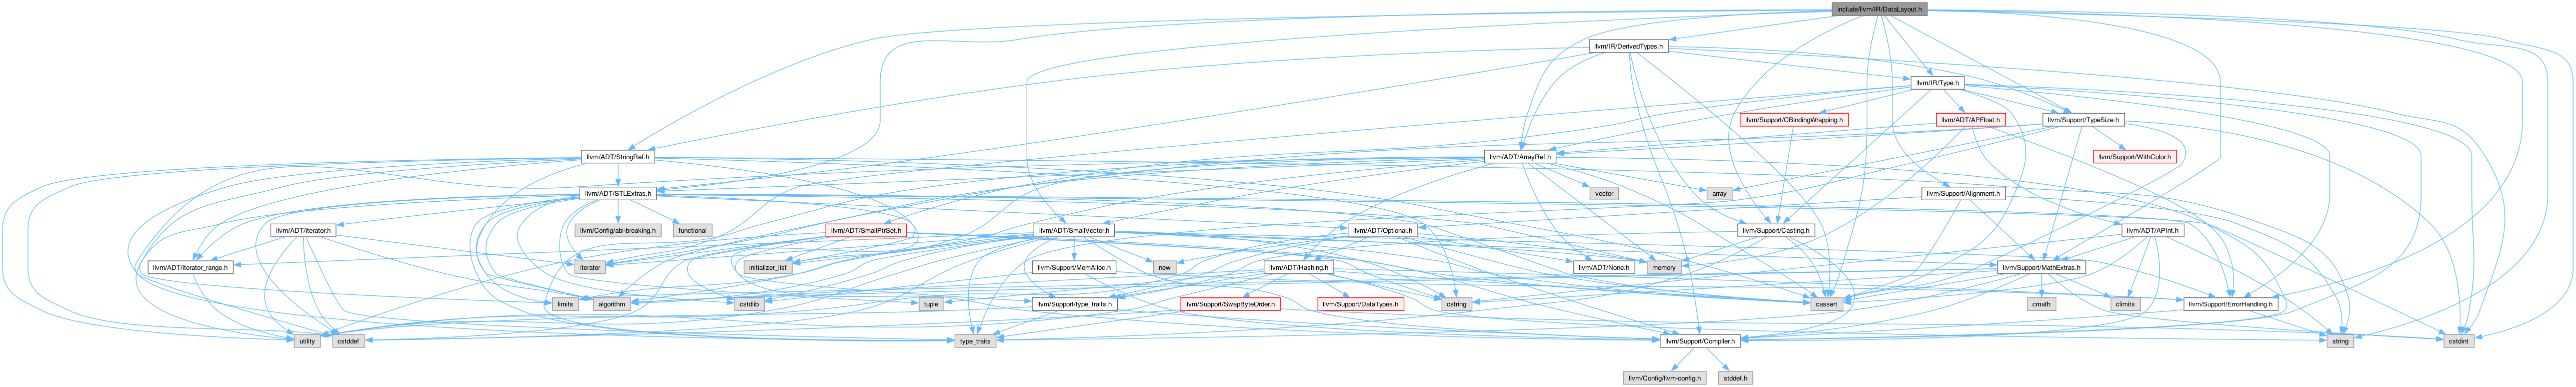 include/llvm/IR/DataLayout.h
llvm/IR/DerivedTypes.h
llvm/IR/Type.h
llvm/Support/CBindingWrapping.h
llvm/ADT/APFloat.h
llvm/Support/TypeSize.h
llvm/ADT/StringRef.h
llvm/ADT/ArrayRef.h
llvm/Support/WithColor.h
llvm/ADT/STLExtras.h
vector
array
llvm/Support/Alignment.h
llvm/ADT/iterator.h
llvm/Config/abi-breaking.h
functional
llvm/ADT/SmallPtrSet.h
llvm/ADT/SmallVector.h
llvm/ADT/Optional.h
llvm/Support/Casting.h
llvm/ADT/APInt.h
llvm/ADT/iterator_range.h
iterator
initializer_list
llvm/Support/MemAlloc.h
new
llvm/ADT/Hashing.h
llvm/ADT/None.h
memory
llvm/Support/MathExtras.h
limits
algorithm
cstdlib
tuple
llvm/Support/type_traits.h
llvm/Support/SwapByteOrder.h
llvm/Support/DataTypes.h
cstring
cassert
cmath
climits
llvm/Support/ErrorHandling.h
utility
cstddef
type_traits
llvm/Support/Compiler.h
string
cstdint
llvm/Config/llvm-config.h
stddef.h